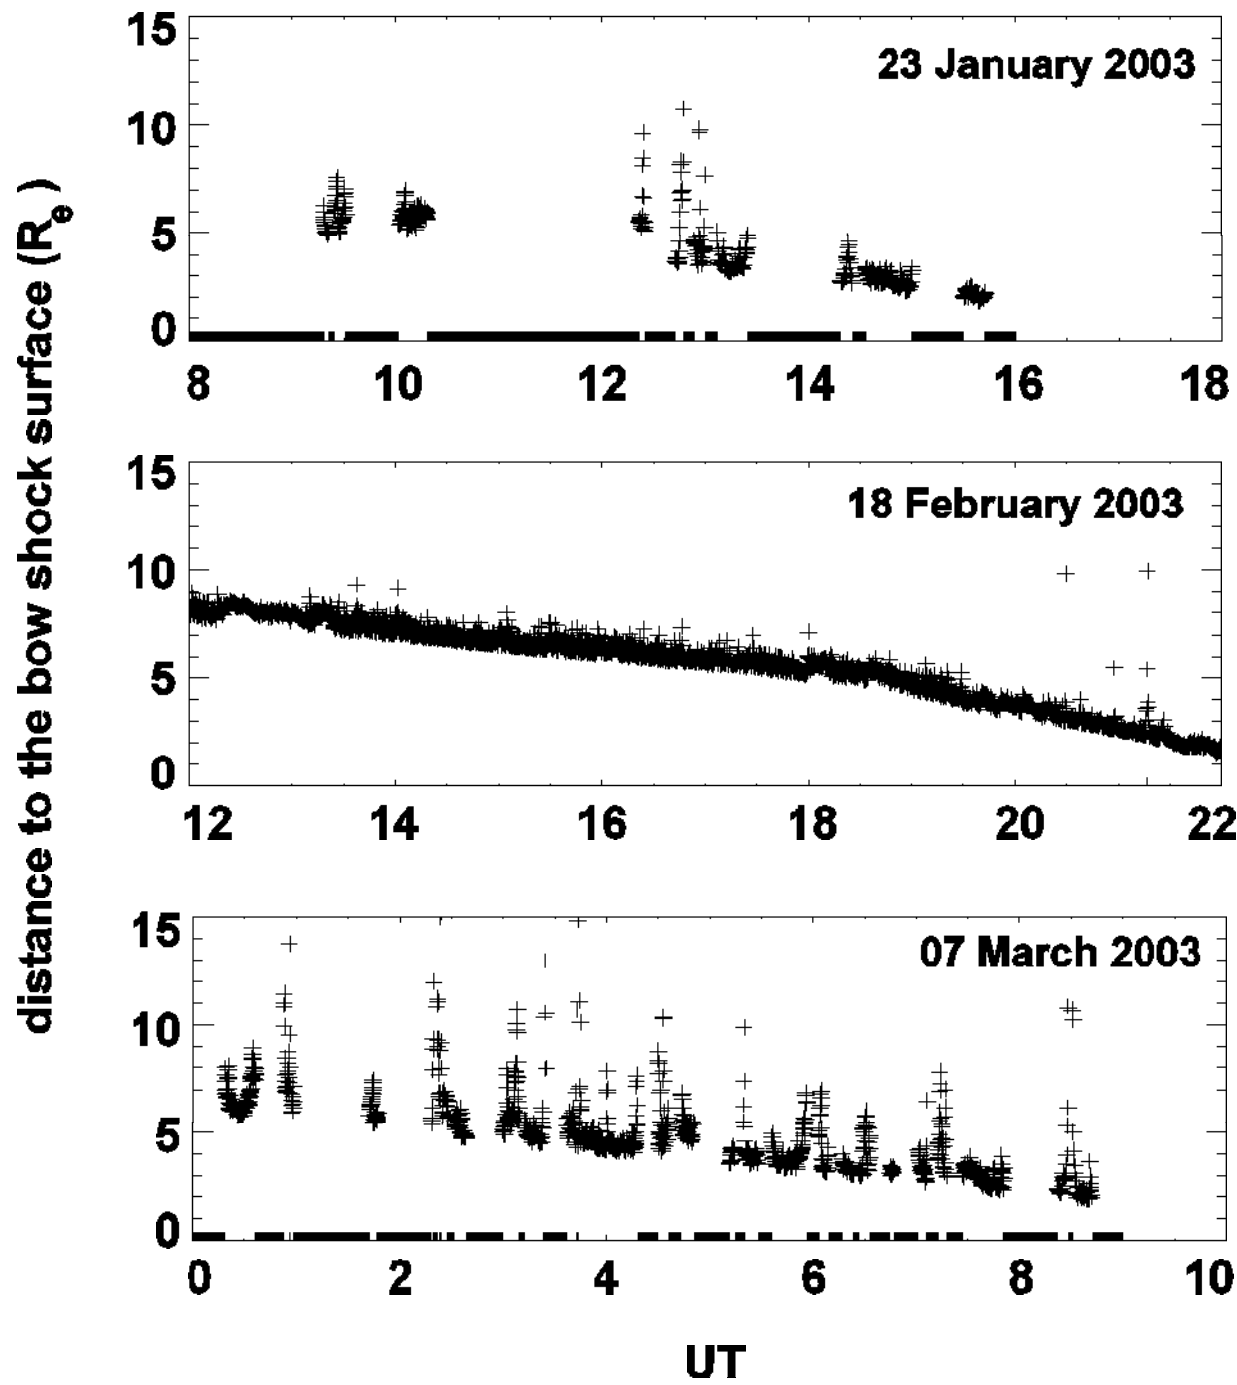 distance to the bow shock surface (Re)
15
23 January 2003
10
5
0
8 10 12 14 16 18
15
18 February 2003
10
5
0
12 14 16 18 20 22
15
07 March 2003
10
5
0
0 2 4 6 8 10
UT